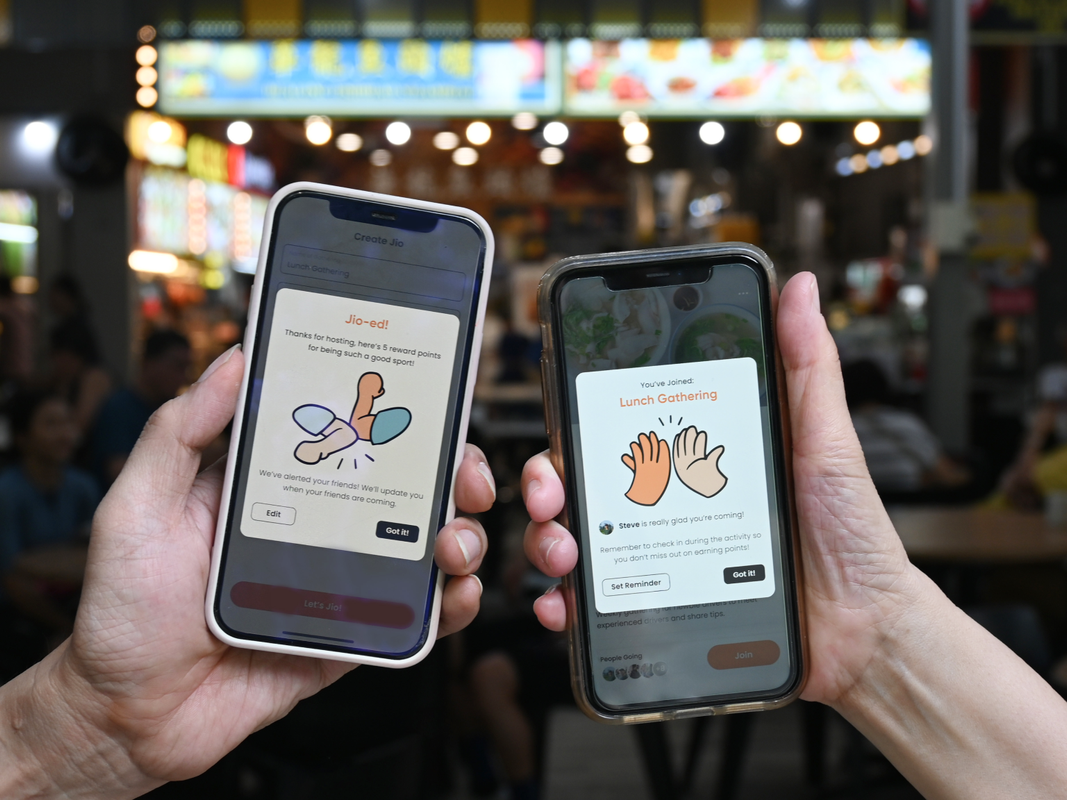 Create Jio
Lunch Gathering
Jio-ed!
Thanks for hosting, here's 5 reward points
for being such a good sport!
We've alerted your friends! We'll update you
when your friends are coming.
Edit
Got it!
Let's Jio!
You've Joined:
Lunch Gathering
Steve is really glad you're coming!
Remember to check in during the activity so
you don't miss out on earning points!
Set Reminder
Got it!
experienced drivers and share tips.
People Going
Join